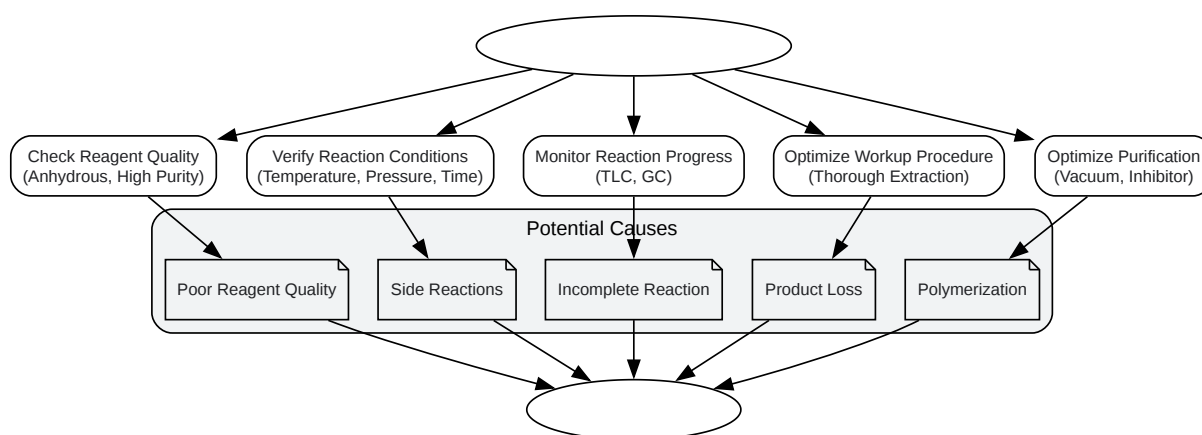 Check Reagent Quality
(Anhydrous, High Purity)
Verify Reaction Conditions
(Temperature, Pressure, Time)
Monitor Reaction Progress
(TLC, GC)
Optimize Workup Procedure
(Thorough Extraction)
Optimize Purification
(Vacuum, Inhibitor)
Potential Causes
Poor Reagent Quality
Side Reactions
Incomplete Reaction
Product Loss
Polymerization